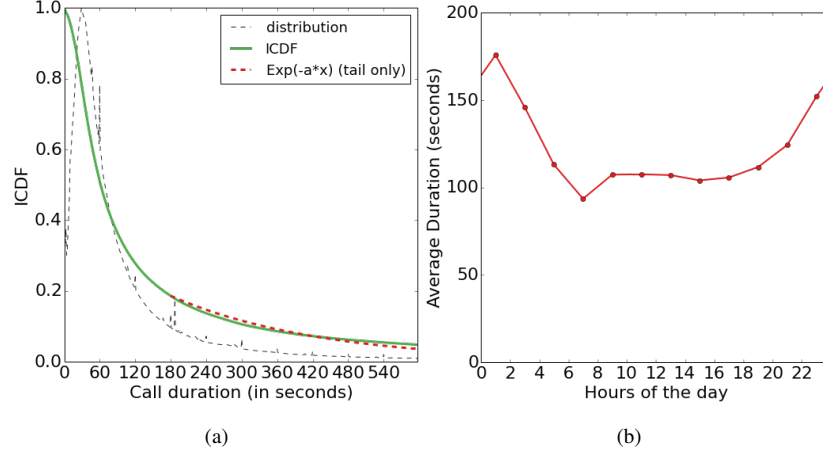 1.0
0.8
0.6
0.4
0.2
0.0
ICDF
distribution
ICDF
Exp(-a*x) (tail only)
0 60 120 180 240 300 360 420 480 540
Call duration (in seconds)
(a)
200
150
100
50
0
Average Duration (seconds)
0 2 4 6 8 10 12 14 16 18 20 22
Hours of the day
(b)